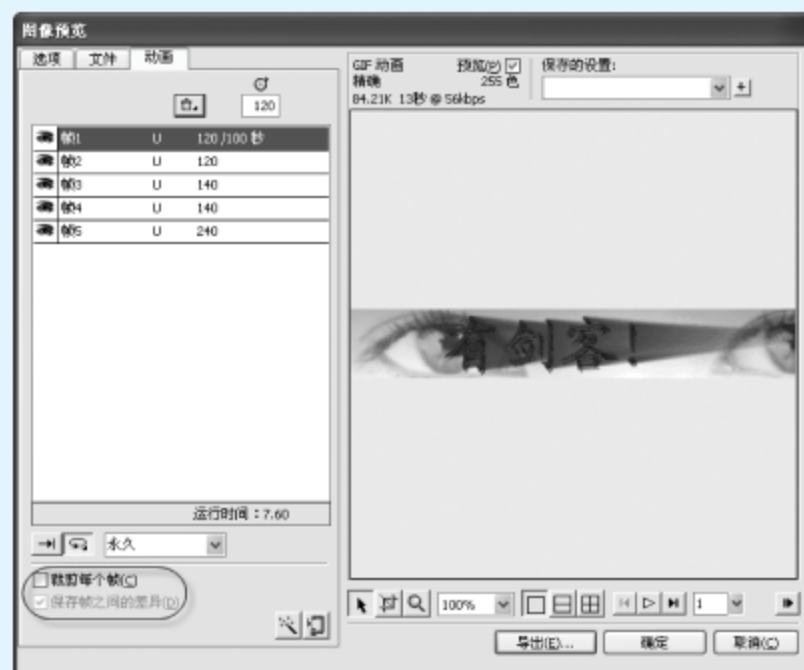 图像预览
选项 文件 动画
120
帧1 U 120/100 秒
帧2 U 120
帧3 U 140
帧4 U 140
帧5 U 240
运行时间：7.60
永久
裁剪每个帧(C)
保存帧之间的差异(D)
GIF 动画 预览(P) 保存的设置:
精确 255 色
84.21K 13秒 @ 56kbps
有剑客!
100% 1
导出(E)... 确定 取消(C)